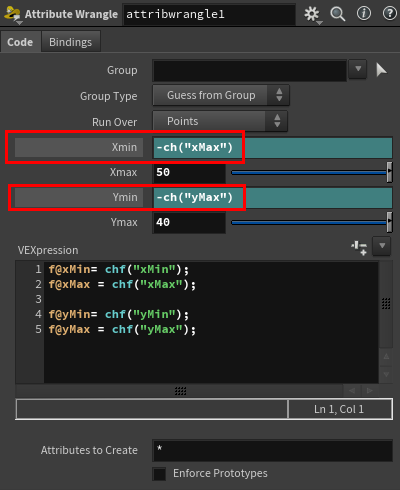 Attribute Wrangle attribwrangle1
Code Bindings
Group
Group Type Guess from Group
Run Over Points
Xmin -ch("xMax")
Xmax 50
Ymin -ch("yMax")
Ymax 40
VEXpression
1 f@xMin= chf("xMin");
2 f@xMax = chf("xMax");
3
4 f@yMin= chf("yMin");
5 f@yMax = chf("yMax");
Ln 1, Col 1
Attributes to Create *
Enforce Prototypes